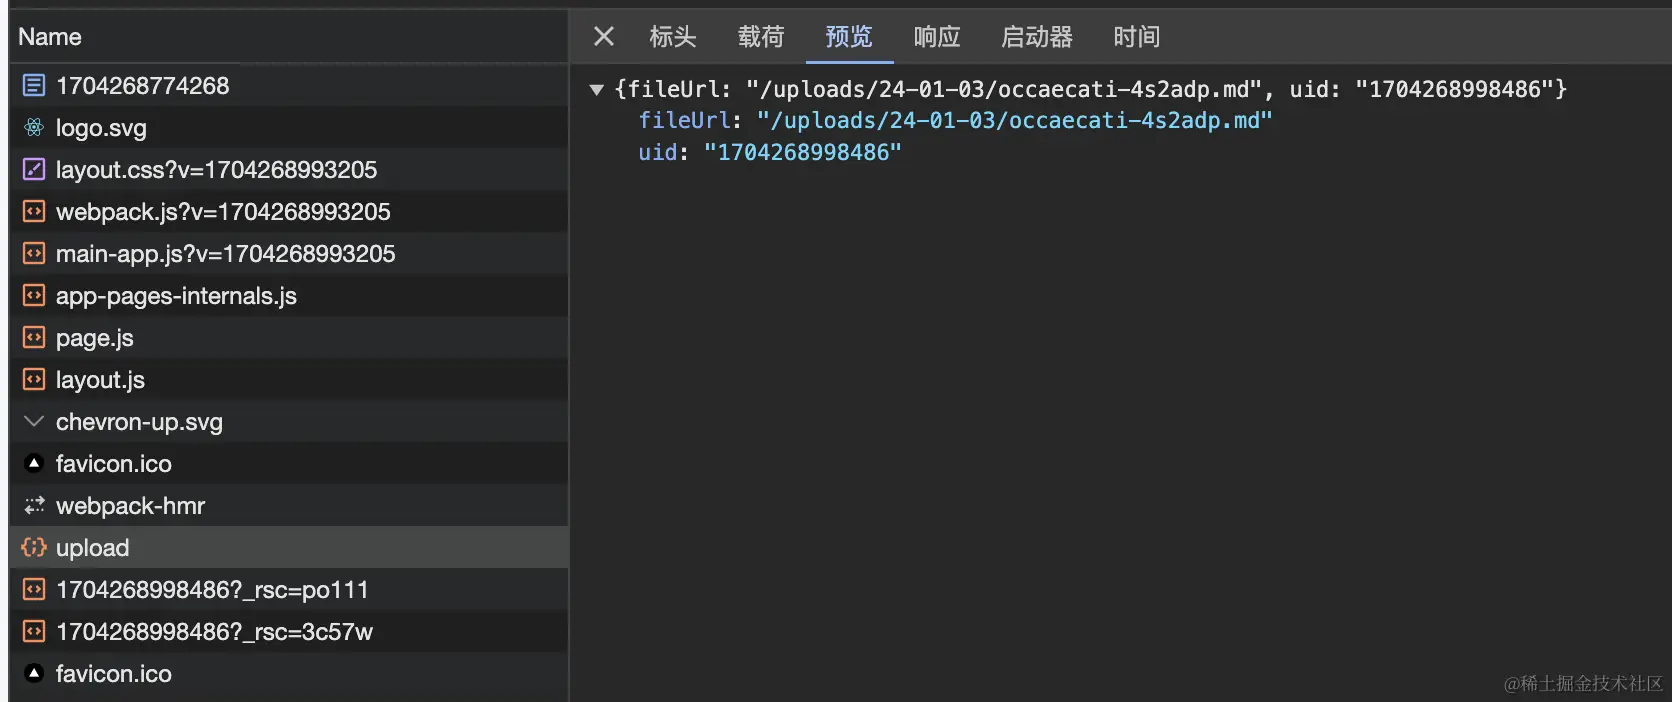 Name
1704268774268
logo.svg
layout.css?v=1704268993205
webpack.js?v=1704268993205
main-app.js?v=1704268993205
app-pages-internals.js
page.js
layout.js
chevron-up.svg
favicon.ico
webpack-hmr
upload
1704268998486?_rsc=po111
1704268998486?_rsc=3c57w
favicon.ico
标头 载荷 预览 响应 启动器 时间
{fileUrl: "/uploads/24-01-03/occaecati-4s2adp.md", uid: "1704268998486"}
fileUrl: "/uploads/24-01-03/occaecati-4s2adp.md"
uid: "1704268998486"
@稀土掘金技术社区